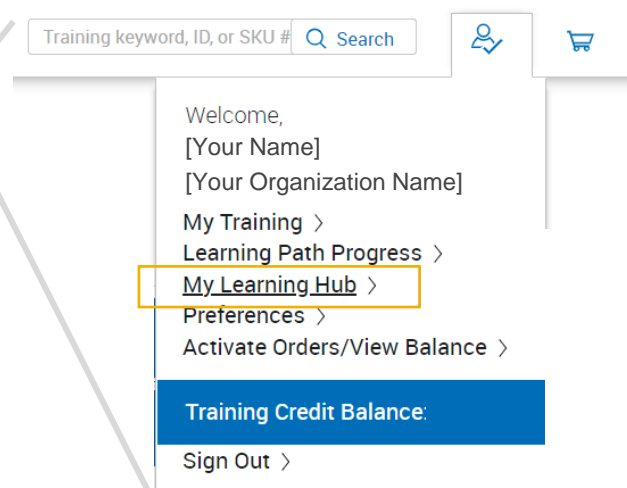 Training keyword, ID, or SKU # Search
Welcome,
[Your Name]
[Your Organization Name]
My Training >
Learning Path Progress >
My Learning Hub >
Preferences >
Activate Orders/View Balance >
Training Credit Balance:
Sign Out >